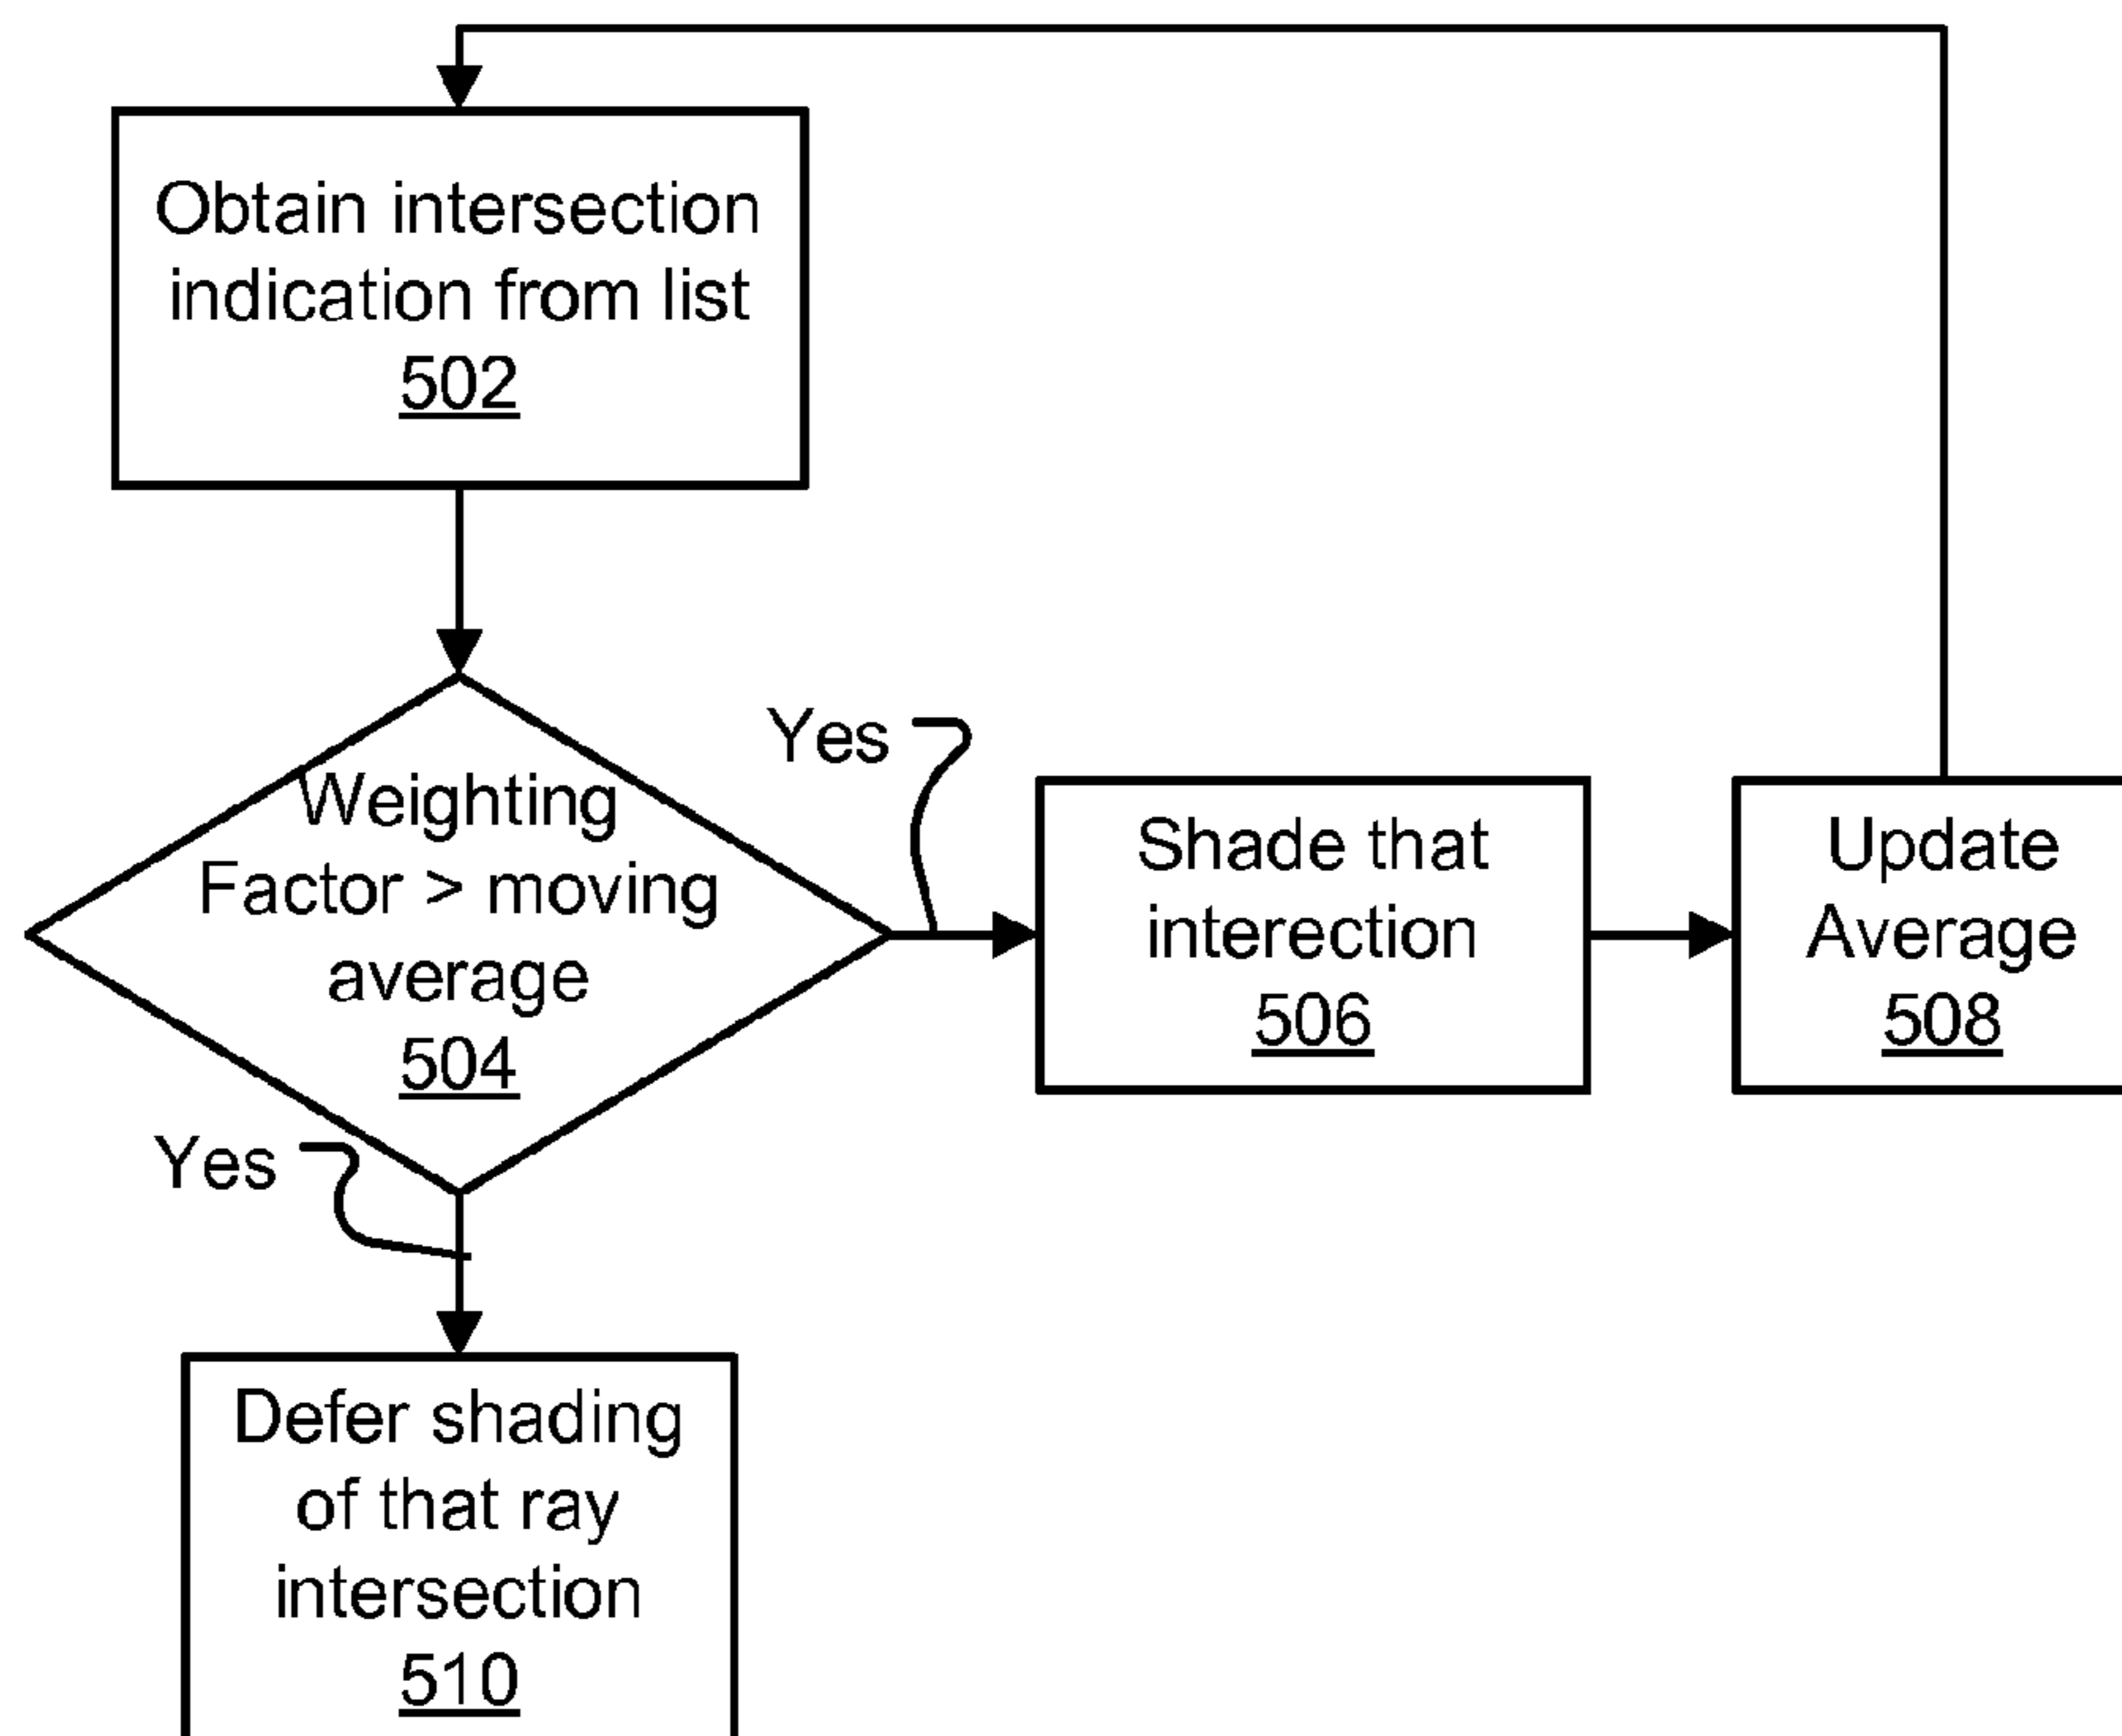 Obtain intersection
indication from list
502
Weighting
Factor > moving
average
504
Yes
Shade that
interection
506
Update
Average
508
Yes
Defer shading
of that ray
intersection
510